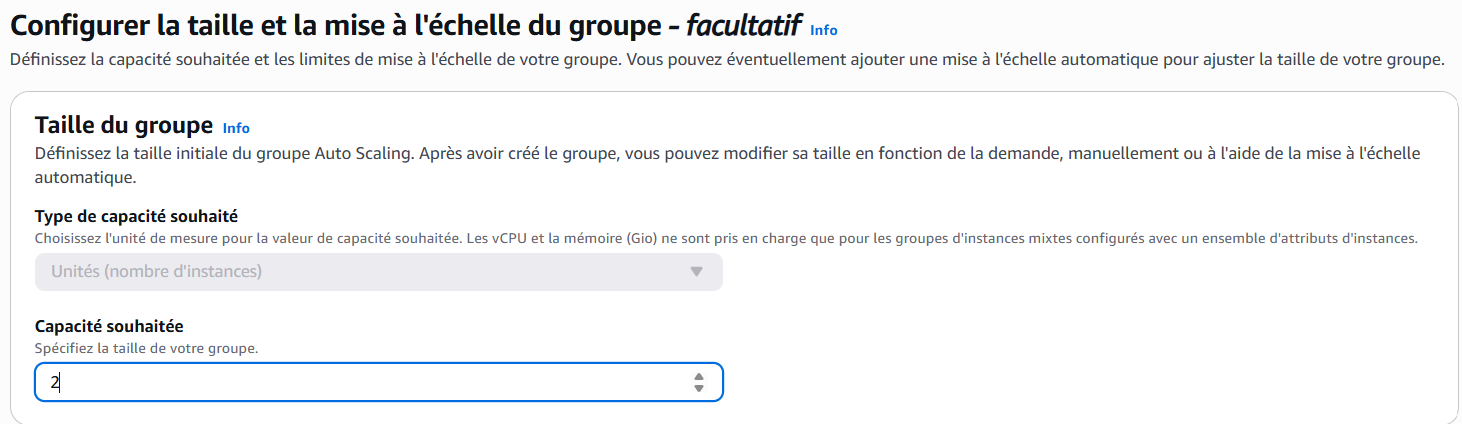 Configurer la taille et la mise à l'échelle du groupe - facultatif Info
Définissez la capacité souhaitée et les limites de mise à l'échelle de votre groupe. Vous pouvez éventuellement ajouter une mise à l'échelle automatique pour ajuster la taille de votre groupe.
Taille du groupe Info
Définissez la taille initiale du groupe Auto Scaling. Après avoir créé le groupe, vous pouvez modifier sa taille en fonction de la demande, manuellement ou à l'aide de la mise à l'échelle
automatique.
Type de capacité souhaité
Choisissez l'unité de mesure pour la valeur de capacité souhaitée. Les vCPU et la mémoire (Gio) ne sont pris en charge que pour les groupes d'instances mixtes configurés avec un ensemble d'attributs d'instances.
Unités (nombre d'instances)
Capacité souhaitée
Spécifiez la taille de votre groupe.
2